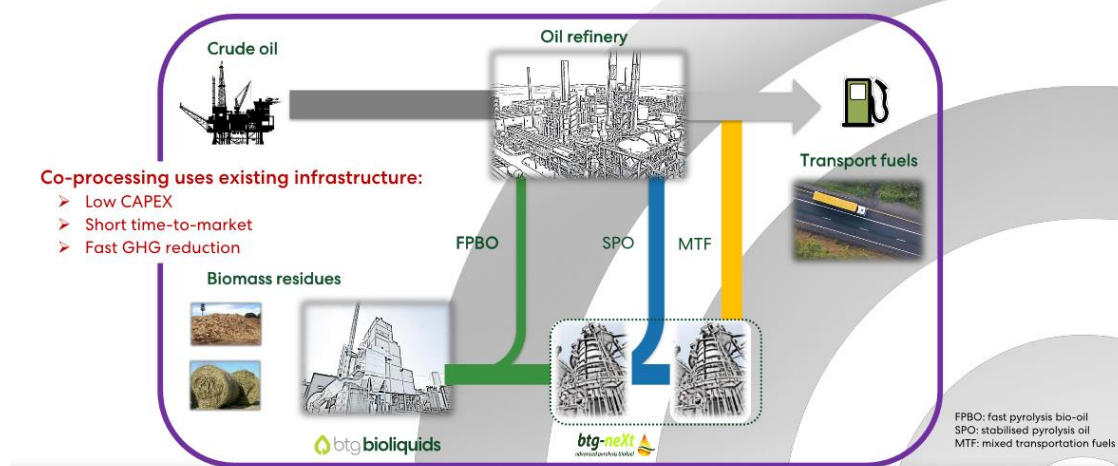 Crude oil
Oil refinery
Transport fuels
Co-processing uses existing infrastructure:
Low CAPEX
Short time-to-market
Fast GHG reduction
FPBO
SPO
MTF
Biomass residues
btg bioliquids
btg-neXt
advanced pyrolysis biofuel
FPBO: fast pyrolysis bio-oil
SPO: stabilised pyrolysis oil
MTF: mixed transportation fuels